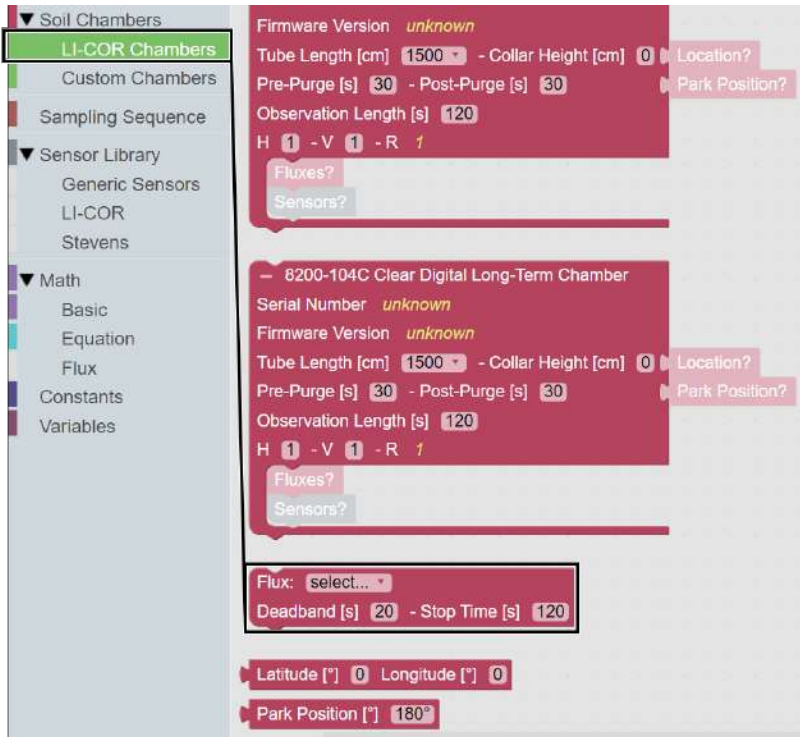 Soil Chambers
LI-COR Chambers
Custom Chambers
Sampling Sequence
Sensor Library
Generic Sensors
LI-COR
Stevens
Math
Basic
Equation
Flux
Constants
Variables
Firmware Version unknown
Tube Length [cm] 1500 - Collar Height [cm] 0 Location?
Pre-Purge [s] 30 - Post-Purge [s] 30 Park Position?
Observation Length [s] 120
H 1 - V 1 - R 1
Fluxes?
Sensors?
− 8200-104C Clear Digital Long-Term Chamber
Serial Number unknown
Firmware Version unknown
Tube Length [cm] 1500 - Collar Height [cm] 0 Location?
Pre-Purge [s] 30 - Post-Purge [s] 30 Park Position?
Observation Length [s] 120
H 1 - V 1 - R 1
Fluxes?
Sensors?
Flux: select...
Deadband [s] 20 - Stop Time [s] 120
Latitude [°] 0 Longitude [°] 0
Park Position [°] 180°